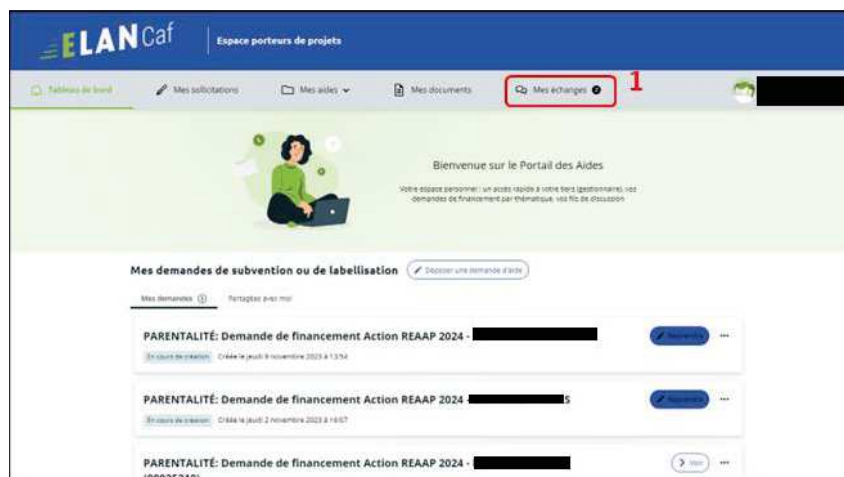 ELAN Caf
Espace porteurs de projets
Tableau de bord
Mes sollicitations
Mes aides
Mes documents
Mes échanges
1
Bienvenue sur le Portail des Aides
Votre espace personnel : un accès rapide à votre tiers (gestionnaire), vos
demandes de financement par thématique, vos fils de discussion
Mes demandes de subvention ou de labellisation
Déposer une demande d'aide
Mes demandes
Partagées avec moi
PARENTALITÉ: Demande de financement Action REAAP 2024 -
Reprendre
En cours de création
Créée le jeudi 9 novembre 2023 à 13:54
PARENTALITÉ: Demande de financement Action REAAP 2024 - S
Reprendre
En cours de création
Créée le jeudi 2 novembre 2023 à 16:07
PARENTALITÉ: Demande de financement Action REAAP 2024 -
Voir